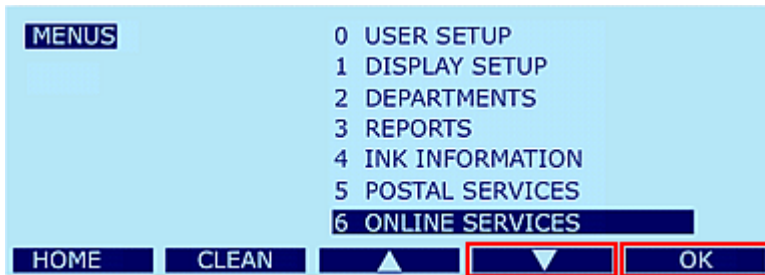 MENUS
0 USER SETUP
1 DISPLAY SETUP
2 DEPARTMENTS
3 REPORTS
4 INK INFORMATION
5 POSTAL SERVICES
6 ONLINE SERVICES
HOME CLEAN ▲ ▼ OK